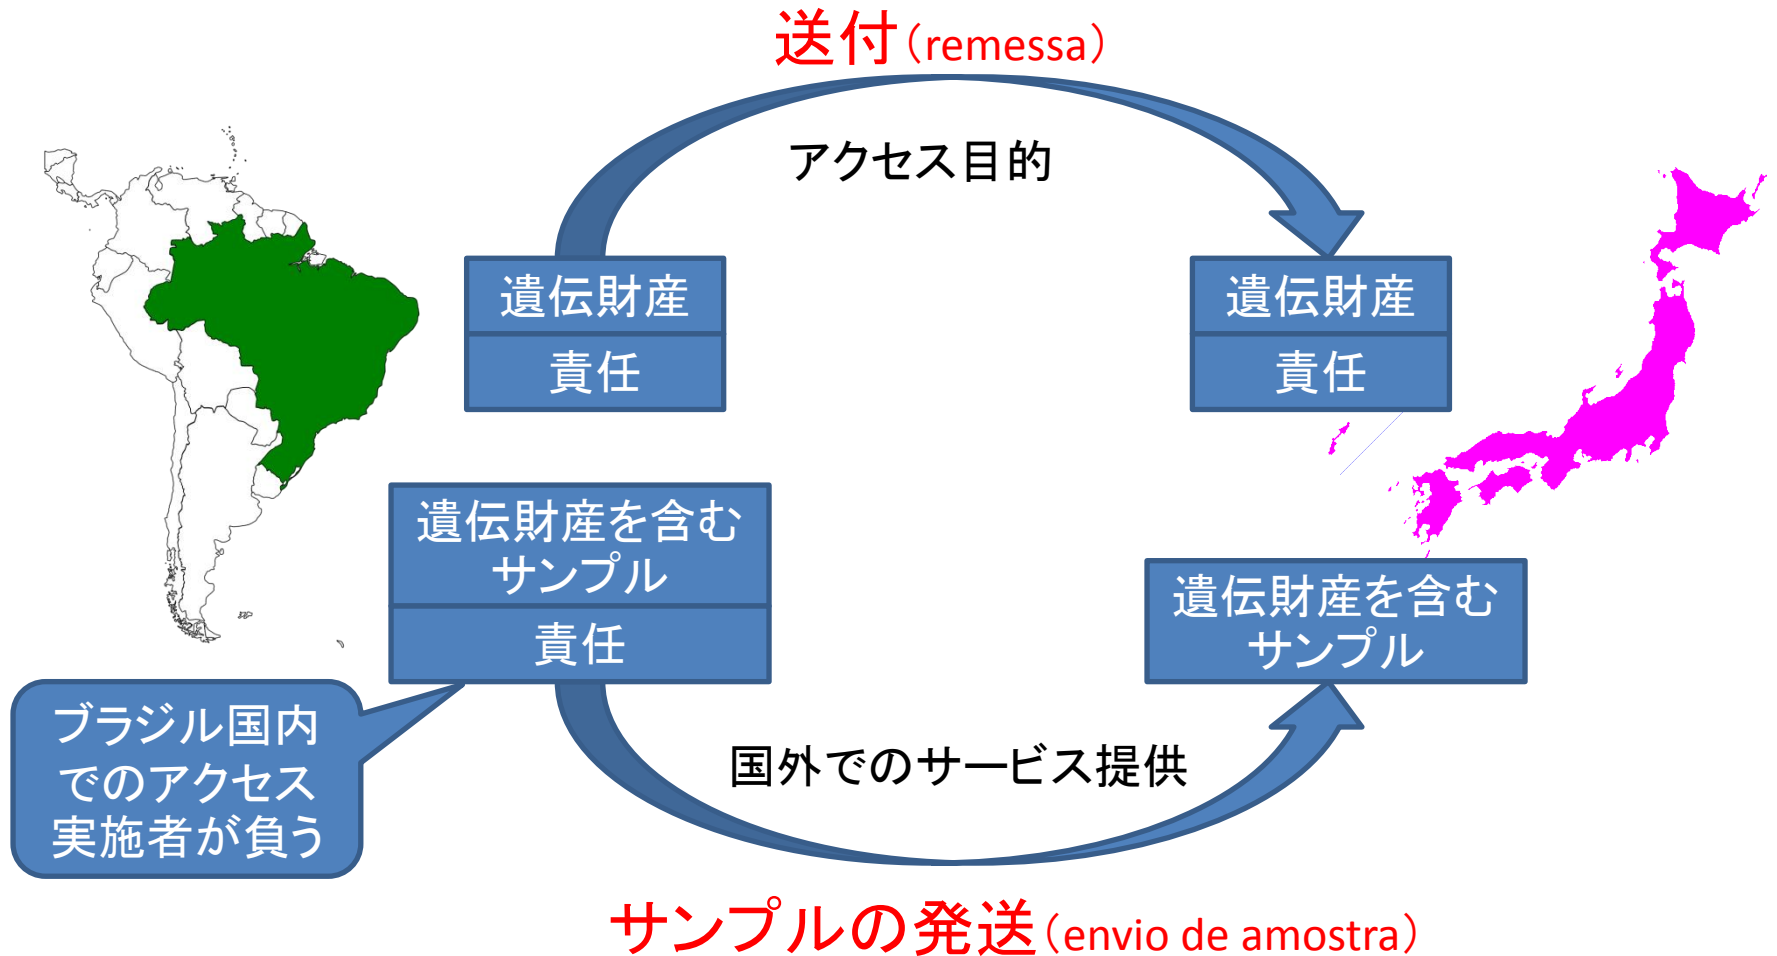 送付(remessa)
アクセス目的
遺伝財産
責任
遺伝財産
責任
遺伝財産を含む
サンプル
責任
遺伝財産を含む
サンプル
ブラジル国内
でのアクセス
実施者が負う
国外でのサービス提供
サンプルの発送(envio de amostra)